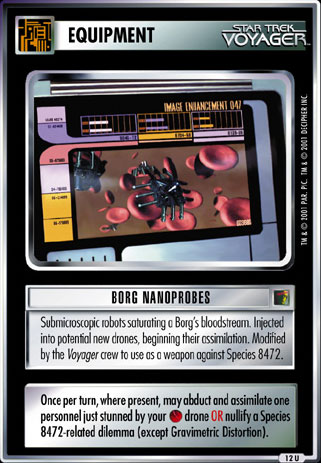 EQUIPMENT
STAR TREK
VOYAGER™
IMAGE ENHANCEMENT 047
BORG NANOPROBES
Submicroscopic robots saturating a Borg's bloodstream. Injected
into potential new drones, beginning their assimilation. Modified
by the Voyager crew to use as a weapon against Species 8472.
Once per turn, where present, may abduct and assimilate one
personnel just stunned by your drone OR nullify a Species
8472-related dilemma (except Gravimetric Distortion).
TM & © 2001 PAR. PIC. TM & © 2001 DECIPHER INC.
12 U